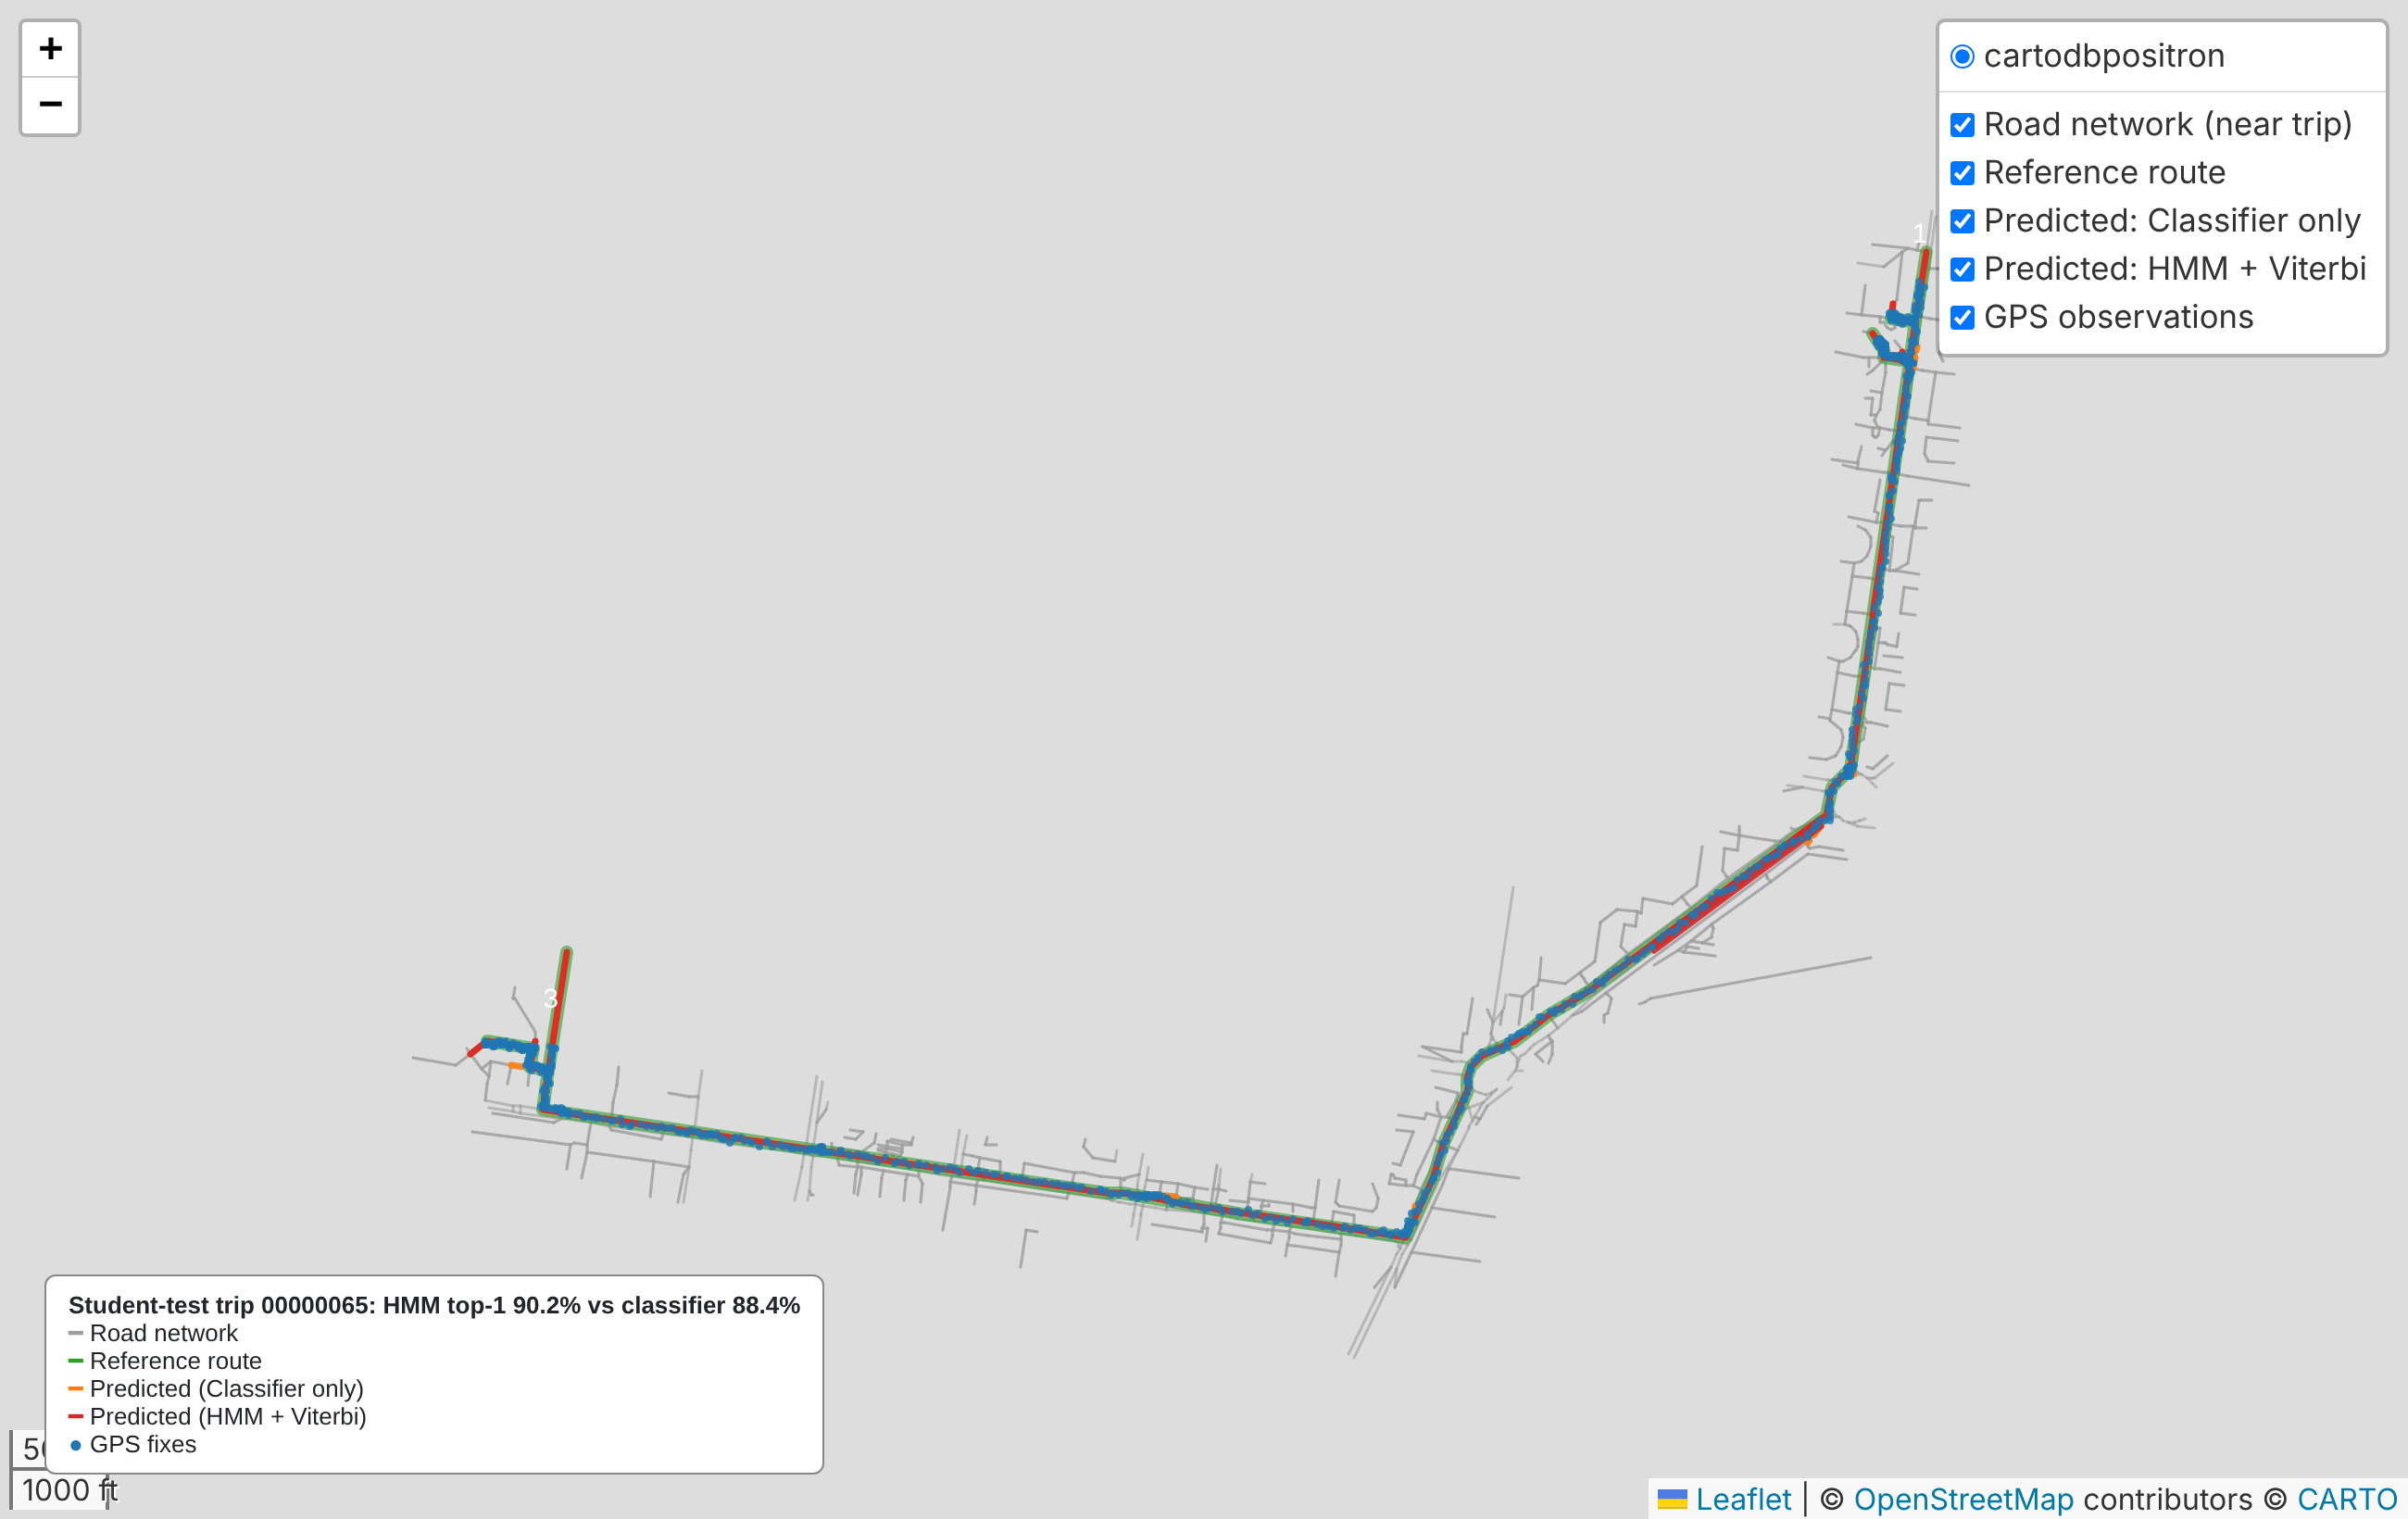 +
−
cartodbpositron
Road network (near trip)
Reference route
Predicted: Classifier only
Predicted: HMM + Viterbi
GPS observations
1
3
Student-test trip 00000065: HMM top-1 90.2% vs classifier 88.4%
Road network
Reference route
Predicted (Classifier only)
Predicted (HMM + Viterbi)
GPS fixes
1000 ft
Leaflet | © OpenStreetMap contributors © CARTO